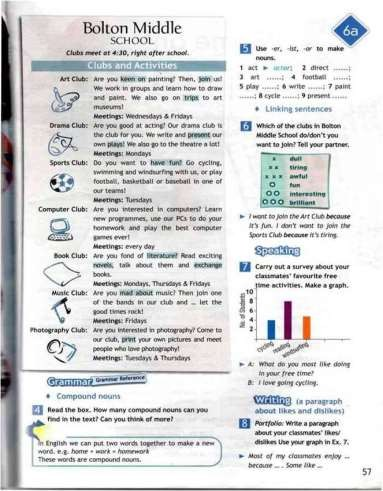 Bolton Middle
SCHOOL
Clubs meet at 4:30, right after school.
Clubs and Activities
Art Club: Are you keen on painting? Then, join us!
We work in groups and learn how to draw
and paint. We also go on trips to art
museums!
Meetings: Wednesdays & Fridays
Drama Club: Are you good at acting? Our drama club is
the club for you. We write and present our
own plays! We also go to the theatre a lot!
Meetings: Mondays
Sports Club: Do you want to have fun? Go cycling,
swimming and windsurfing with us, or play
football, basketball or baseball in one of
our teams!
Meetings: Tuesdays
Computer Club: Are you interested in computers? Learn
new programmes, use our PCs to do your
homework and play the best computer
games ever!
Meetings: every day
Book Club: Are you fond of literature? Read exciting
novels, talk about them and exchange
books.
Meetings: Mondays, Thursdays & Fridays
Music Club: Are you mad about music? Then join one
of the bands in our club and ... let the
good times rock!
Meetings: Fridays
Photography Club: Are you interested in photography? Come to
our club, print your own pictures and meet
people who love photography!
Meetings: Tuesdays & Thursdays
Grammar Grammar Reference
Compound nouns
4 Read the box. How many compound nouns can you
find in the text? Can you think of more?
In English we can put two words together to make a new
word. e.g. home + work = homework
These words are compound nouns.
6a
5 Use -er, -ist, -or to make
nouns.
1 act ► actor; 2 direct ......;
3 art ......; 4 football ......;
5 play ......; 6 write ......; 7 paint
......; 8 cycle ......; 9 present ......
Linking sentences
6 Which of the clubs in Bolton
Middle School do/don't you
want to join? Tell your partner.
x dull
x x tiring
x x x awful
O fun
O O interesting
O O O brilliant
► I want to join the Art Club because
it's fun. I don't want to join the
Sports Club because it's tiring.
Speaking
7 Carry out a survey about your
classmates' favourite free
time activities. Make a graph.
No. of Students
10
8
6
4
2
cycling
reading
windsurfing
► A: What do you most like doing
in your free time?
B: I love going cycling.
Writing (a paragraph
about likes and dislikes)
8 Portfolio: Write a paragraph
about your classmates' likes/
dislikes Use your graph in Ex. 7.
► Most of my classmates enjoy ...
because ... . Some like ...
57